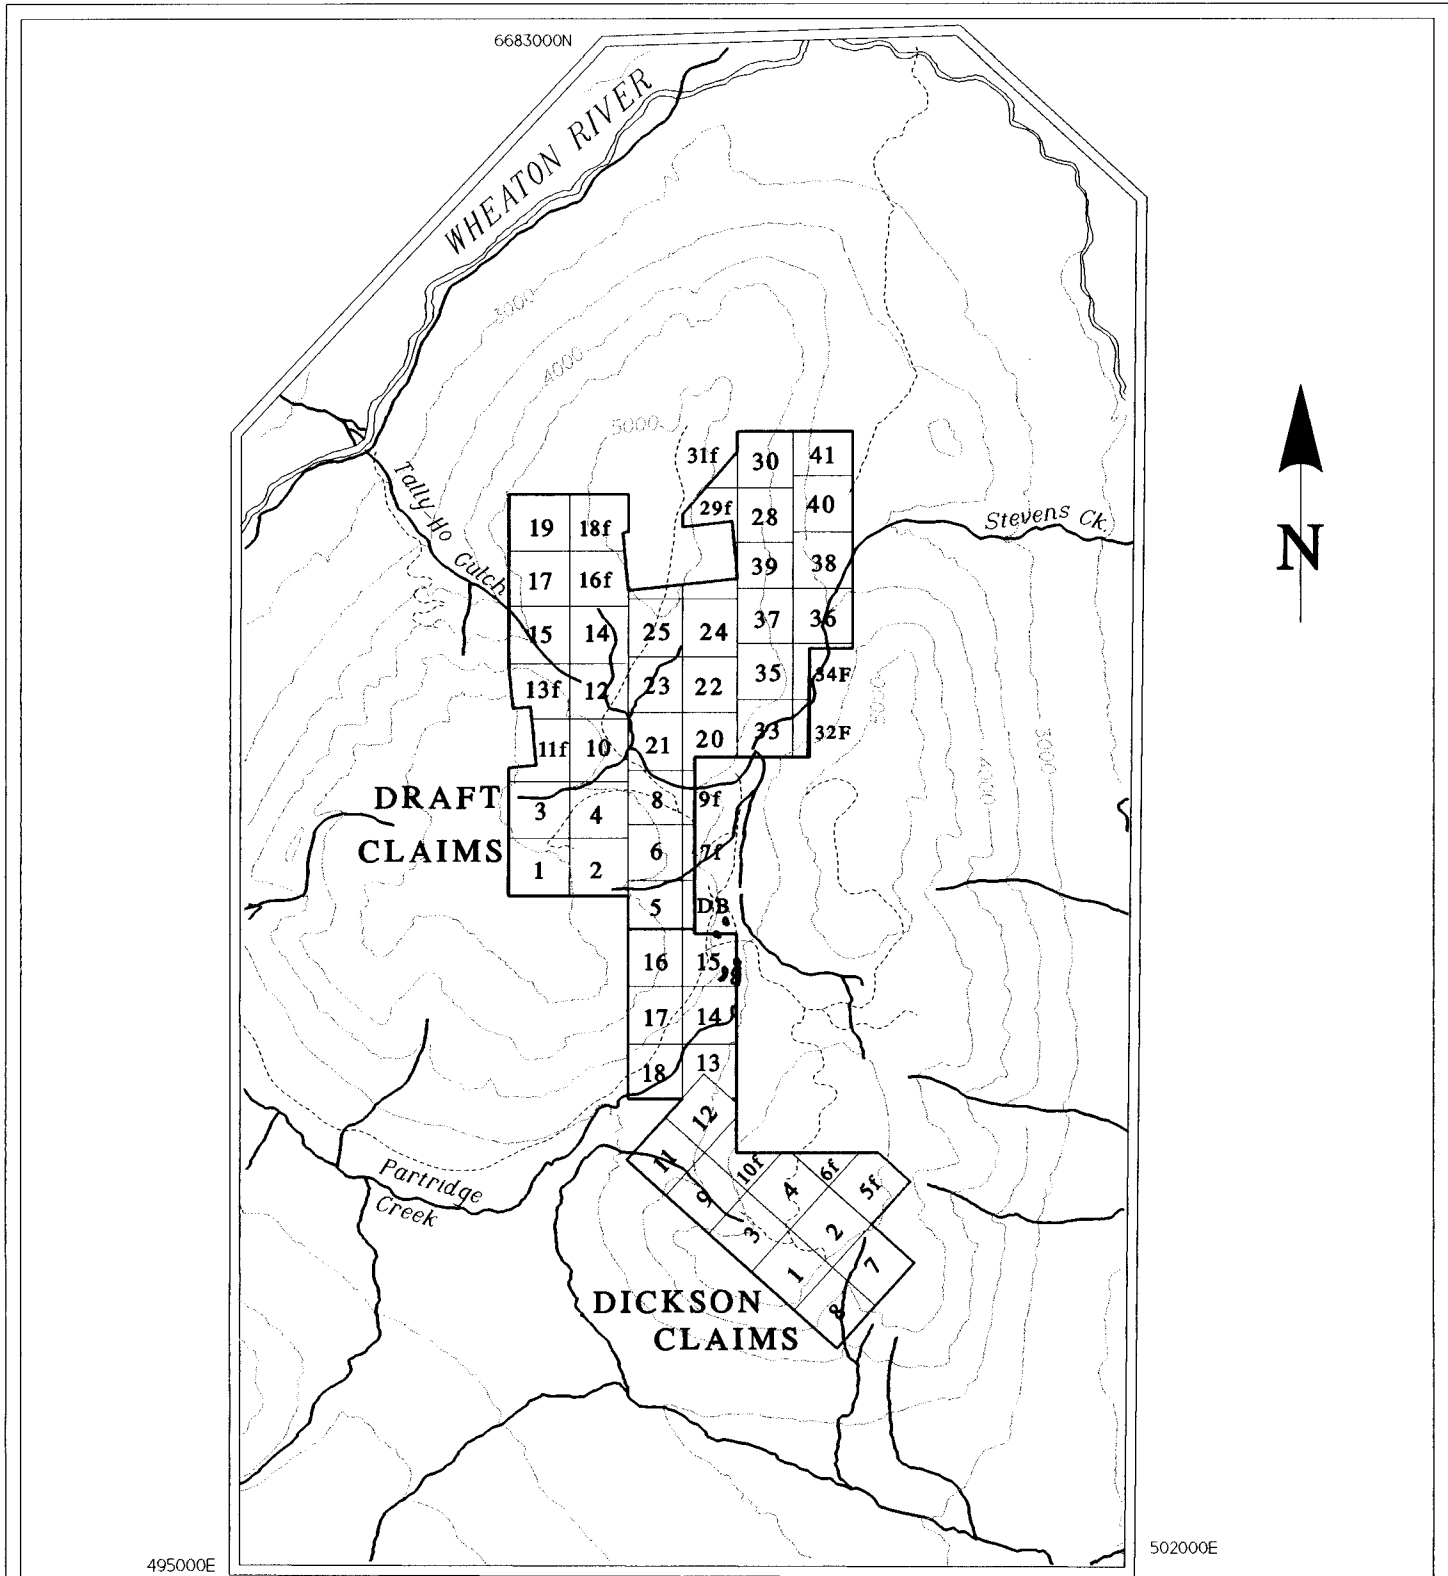 6683000N
WHEATON RIVER
3000
4000
5000
31f 30 41
29f 28 40
Stevens Ck.
N
Tally-Ho Gulch
19 18f
39 38
17 16f
37 36
15 14 25 24
35 34F
13f 12 23 22
5000
33 32F
11f 10 21 20
3000
4000
DRAFT
CLAIMS
3 4 8 9f
1 2 6 7f
5 DB
16 15
17 14
18 13
12
11 10f 6f
9 4 5f
Partridge
Creek
3 2
1 7
8
DICKSON
CLAIMS
495000E
502000E